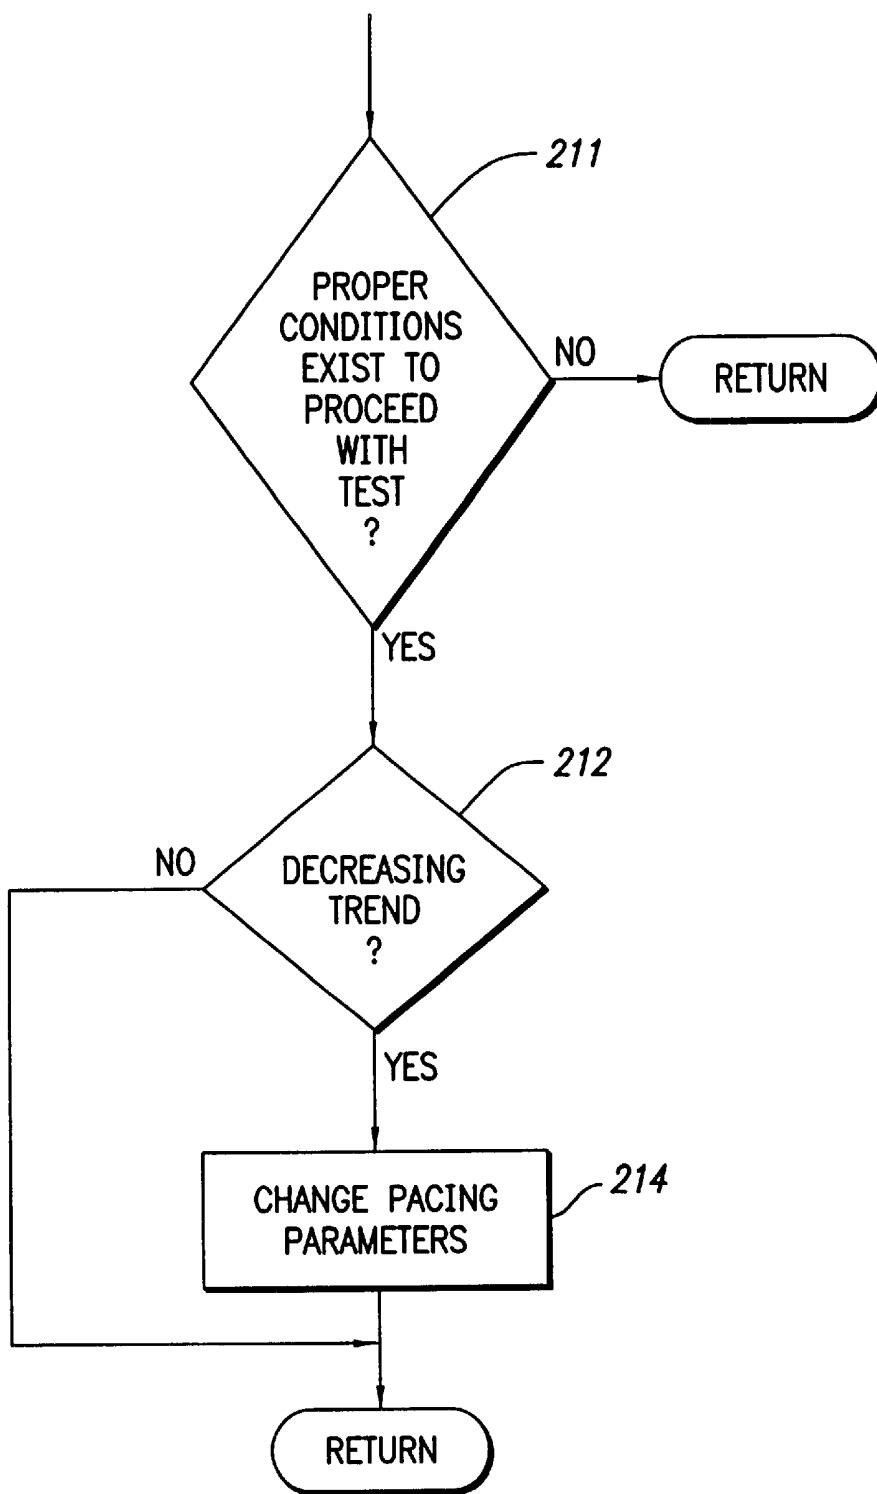 211
PROPER
CONDITIONS
EXIST TO
PROCEED
WITH
TEST
?
NO
RETURN
YES
212
NO
DECREASING
TREND
?
YES
214
CHANGE PACING
PARAMETERS
RETURN